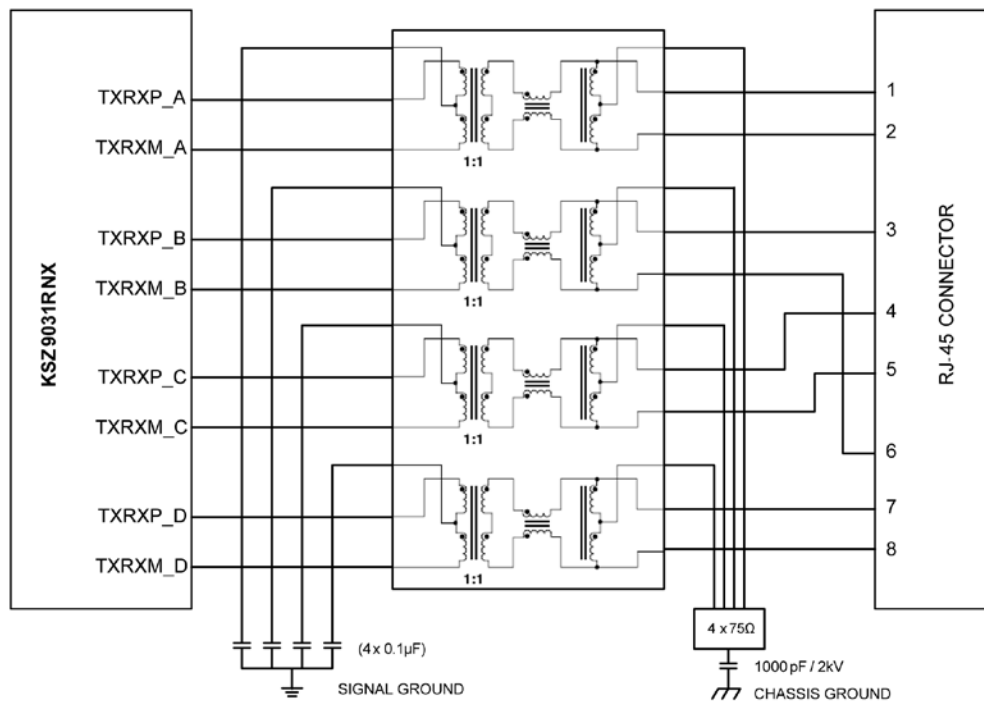 KSZ9031RNX
TXRXP_A
TXRXM_A
1:1
1
2
TXRXP_B
TXRXM_B
1:1
3
4
TXRXP_C
TXRXM_C
1:1
5
6
TXRXP_D
TXRXM_D
1:1
7
8
RJ-45 CONNECTOR
(4 x 0.1µF)
SIGNAL GROUND
4 x 75Ω
1000 pF / 2kV
CHASSIS GROUND